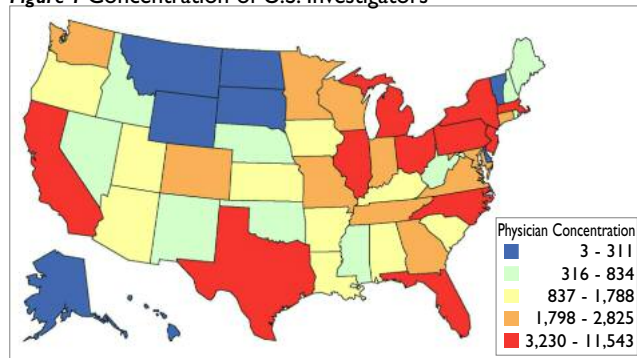 Figure 1 Concentration of U.S. Investigators
Physician Concentration
3 - 311
316 - 834
837 - 1,788
1,798 - 2,825
3,230 - 11,543